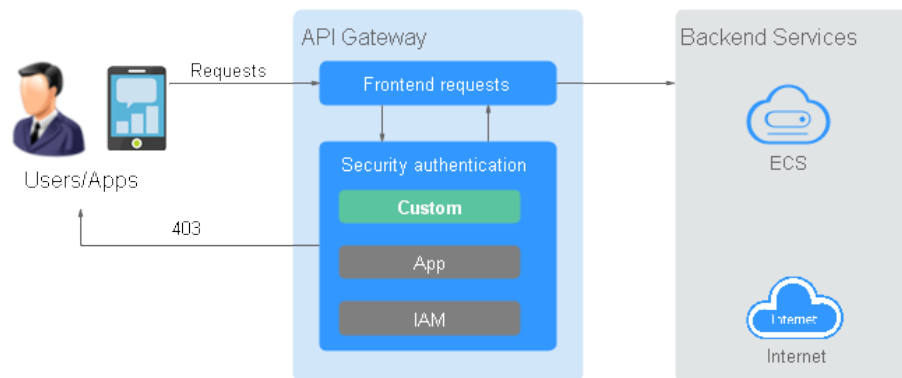 API Gateway
Backend Services
Requests
Frontend requests
Security authentication
Custom
App
IAM
Users/Apps
403
ECS
Internet
Internet